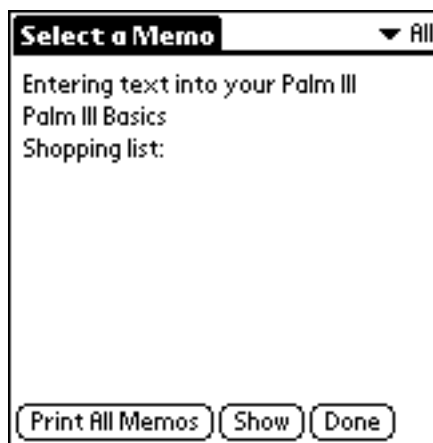 Select a Memo
All
Entering text into your Palm III
Palm III Basics
Shopping list:
Print All Memos
Show
Done